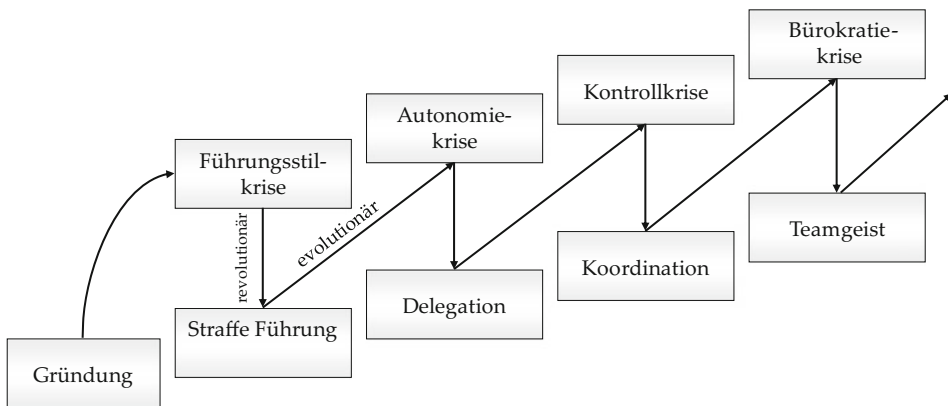 Bürokratie-
krise
Kontrollkrise
Autonomie-
krise
Führungsstil-
krise
revolutionär
evolutionär
Teamgeist
Koordination
Delegation
Straffe Führung
Gründung